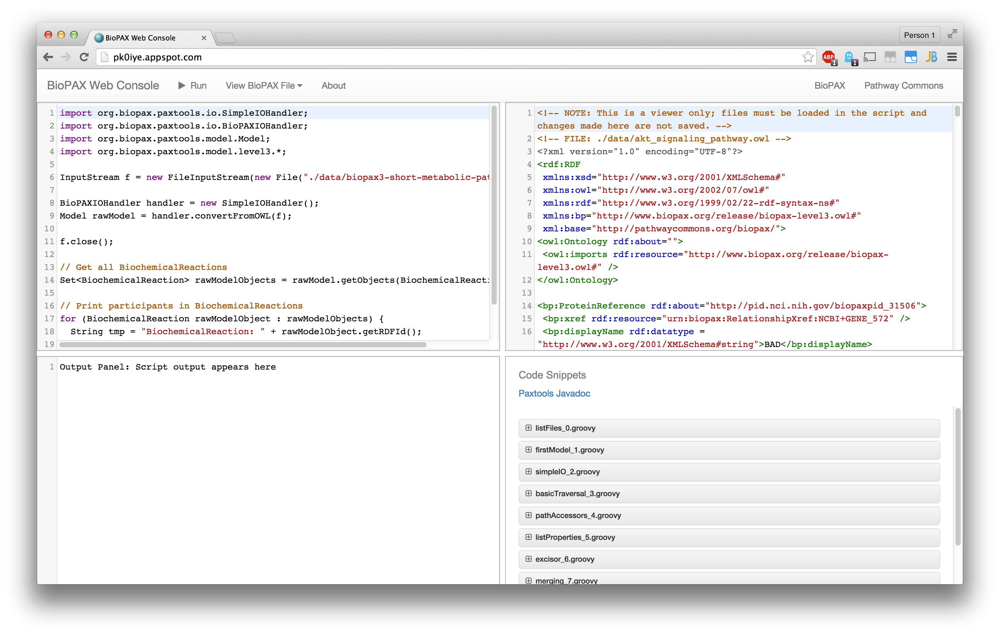 BioPAX Web Console
Person 1
pk0iye.appspot.com
ABP 1
1
JB
BioPAX Web Console
Run
View BioPAX File
About
BioPAX
Pathway Commons
1 import org.biopax.paxtools.io.SimpleIOHandler;
2 import org.biopax.paxtools.io.BioPAXIOHandler;
3 import org.biopax.paxtools.model.Model;
4 import org.biopax.paxtools.model.level3.*;
5
6 InputStream f = new FileInputStream(new File("./data/biopax3-short-metabolic-pat
7
8 BioPAXIOHandler handler = new SimpleIOHandler();
9 Model rawModel = handler.convertFromOWL(f);
10
11 f.close();
12
13 // Get all BiochemicalReactions
14 Set<BiochemicalReaction> rawModelObjects = rawModel.getObjects(BiochemicalReacti
15
16 // Print participants in BiochemicalReactions
17 for (BiochemicalReaction rawModelObject : rawModelObjects) {
18   String tmp = "BiochemicalReaction: " + rawModelObject.getRDFId();
19
1 <!-- NOTE: This is a viewer only; files must be loaded in the script and
changes made here are not saved. -->
2 <!-- FILE: ./data/akt_signaling_pathway.owl -->
3 <?xml version="1.0" encoding="UTF-8"?>
4 <rdf:RDF
5  xmlns:xsd="http://www.w3.org/2001/XMLSchema#"
6  xmlns:owl="http://www.w3.org/2002/07/owl#"
7  xmlns:rdf="http://www.w3.org/1999/02/22-rdf-syntax-ns#"
8  xmlns:bp="http://www.biopax.org/release/biopax-level3.owl#"
9  xml:base="http://pathwaycommons.org/biopax/">
10 <owl:Ontology rdf:about="">
11  <owl:imports rdf:resource="http://www.biopax.org/release/biopax-
level3.owl#" />
12 </owl:Ontology>
13
14 <bp:ProteinReference rdf:about="http://pid.nci.nih.gov/biopaxpid_31506">
15  <bp:xref rdf:resource="urn:biopax:RelationshipXref:NCBI+GENE_572" />
16  <bp:displayName rdf:datatype =
"http://www.w3.org/2001/XMLSchema#string">BAD</bp:displayName>
1 Output Panel: Script output appears here
Code Snippets
Paxtools Javadoc
listFiles_0.groovy
firstModel_1.groovy
simpleIO_2.groovy
basicTraversal_3.groovy
pathAccessors_4.groovy
listProperties_5.groovy
excisor_6.groovy
merging_7.groovy